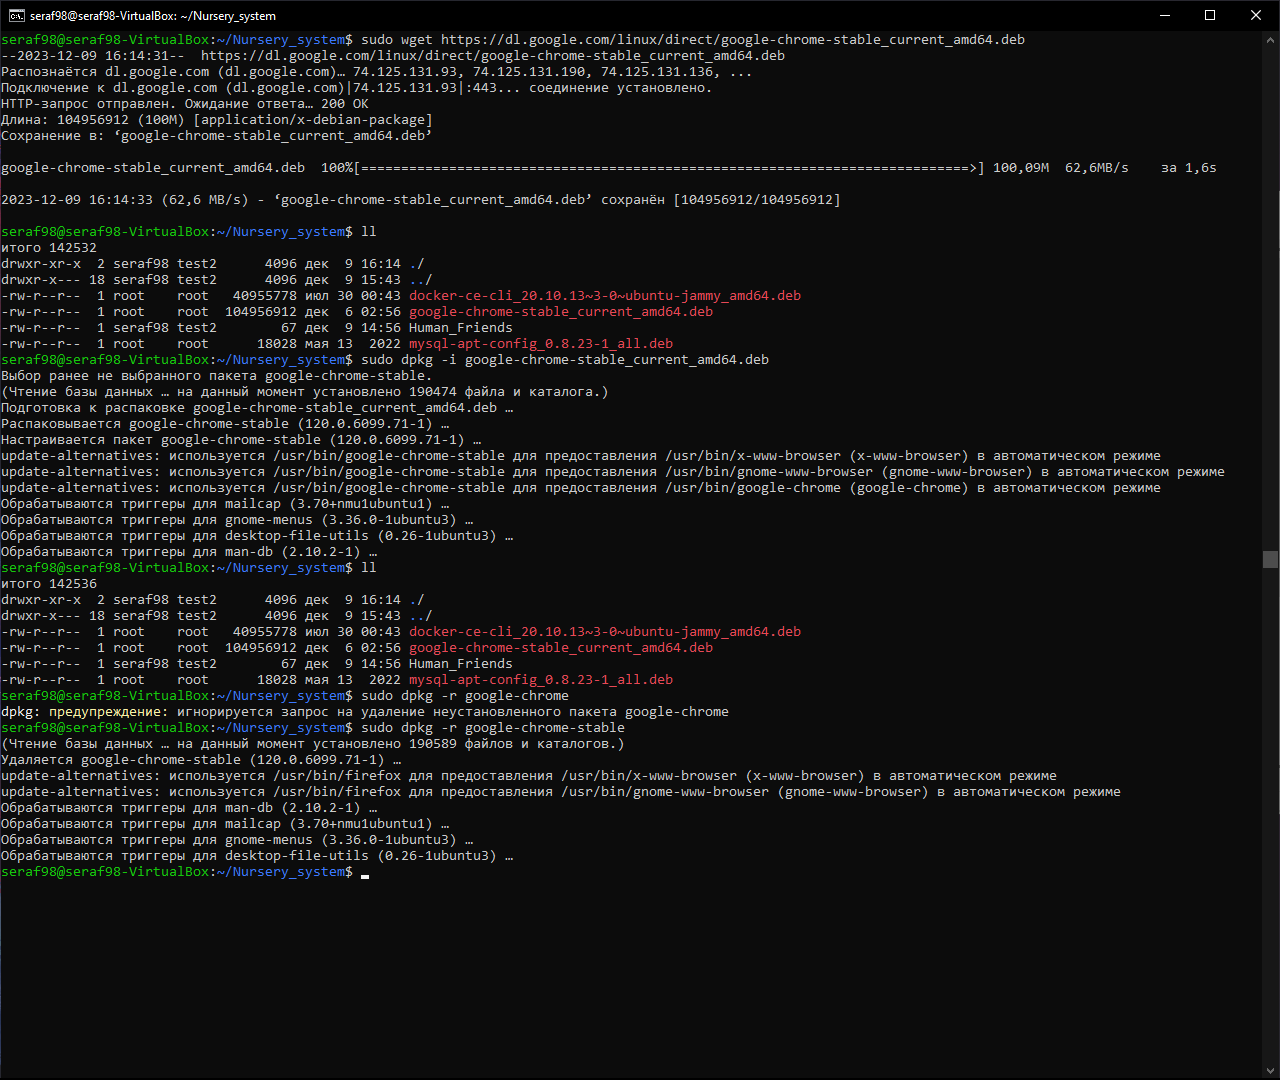 seraf98@seraf98-VirtualBox: ~/Nursery_system
seraf98@seraf98-VirtualBox:~/Nursery_system$ sudo wget https://dl.google.com/linux/direct/google-chrome-stable_current_amd64.deb
--2023-12-09 16:14:31--  https://dl.google.com/linux/direct/google-chrome-stable_current_amd64.deb
Распознаётся dl.google.com (dl.google.com)… 74.125.131.93, 74.125.131.190, 74.125.131.136, ...
Подключение к dl.google.com (dl.google.com)|74.125.131.93|:443... соединение установлено.
HTTP-запрос отправлен. Ожидание ответа… 200 OK
Длина: 104956912 (100M) [application/x-debian-package]
Сохранение в: ‘google-chrome-stable_current_amd64.deb’
google-chrome-stable_current_amd64.deb  100%[============================================================================>] 100,09M  62,6MB/s    за 1,6s
2023-12-09 16:14:33 (62,6 MB/s) - ‘google-chrome-stable_current_amd64.deb’ сохранён [104956912/104956912]
seraf98@seraf98-VirtualBox:~/Nursery_system$ ll
итого 142532
drwxr-xr-x  2 seraf98 test2      4096 дек  9 16:14 ./
drwxr-x--- 18 seraf98 test2      4096 дек  9 15:43 ../
-rw-r--r--  1 root    root   40955778 июл 30 00:43 docker-ce-cli_20.10.13~3-0~ubuntu-jammy_amd64.deb
-rw-r--r--  1 root    root  104956912 дек  6 02:56 google-chrome-stable_current_amd64.deb
-rw-r--r--  1 seraf98 test2        67 дек  9 14:56 Human_Friends
-rw-r--r--  1 root    root      18028 мая 13  2022 mysql-apt-config_0.8.23-1_all.deb
seraf98@seraf98-VirtualBox:~/Nursery_system$ sudo dpkg -i google-chrome-stable_current_amd64.deb
Выбор ранее не выбранного пакета google-chrome-stable.
(Чтение базы данных … на данный момент установлено 190474 файла и каталога.)
Подготовка к распаковке google-chrome-stable_current_amd64.deb …
Распаковывается google-chrome-stable (120.0.6099.71-1) …
Настраивается пакет google-chrome-stable (120.0.6099.71-1) …
update-alternatives: используется /usr/bin/google-chrome-stable для предоставления /usr/bin/x-www-browser (x-www-browser) в автоматическом режиме
update-alternatives: используется /usr/bin/google-chrome-stable для предоставления /usr/bin/gnome-www-browser (gnome-www-browser) в автоматическом режиме
update-alternatives: используется /usr/bin/google-chrome-stable для предоставления /usr/bin/google-chrome (google-chrome) в автоматическом режиме
Обрабатываются триггеры для mailcap (3.70+nmu1ubuntu1) …
Обрабатываются триггеры для gnome-menus (3.36.0-1ubuntu3) …
Обрабатываются триггеры для desktop-file-utils (0.26-1ubuntu3) …
Обрабатываются триггеры для man-db (2.10.2-1) …
seraf98@seraf98-VirtualBox:~/Nursery_system$ ll
итого 142536
drwxr-xr-x  2 seraf98 test2      4096 дек  9 16:14 ./
drwxr-x--- 18 seraf98 test2      4096 дек  9 15:43 ../
-rw-r--r--  1 root    root   40955778 июл 30 00:43 docker-ce-cli_20.10.13~3-0~ubuntu-jammy_amd64.deb
-rw-r--r--  1 root    root  104956912 дек  6 02:56 google-chrome-stable_current_amd64.deb
-rw-r--r--  1 seraf98 test2        67 дек  9 14:56 Human_Friends
-rw-r--r--  1 root    root      18028 мая 13  2022 mysql-apt-config_0.8.23-1_all.deb
seraf98@seraf98-VirtualBox:~/Nursery_system$ sudo dpkg -r google-chrome
dpkg: предупреждение: игнорируется запрос на удаление неустановленного пакета google-chrome
seraf98@seraf98-VirtualBox:~/Nursery_system$ sudo dpkg -r google-chrome-stable
(Чтение базы данных … на данный момент установлено 190589 файлов и каталогов.)
Удаляется google-chrome-stable (120.0.6099.71-1) …
update-alternatives: используется /usr/bin/firefox для предоставления /usr/bin/x-www-browser (x-www-browser) в автоматическом режиме
update-alternatives: используется /usr/bin/firefox для предоставления /usr/bin/gnome-www-browser (gnome-www-browser) в автоматическом режиме
Обрабатываются триггеры для man-db (2.10.2-1) …
Обрабатываются триггеры для mailcap (3.70+nmu1ubuntu1) …
Обрабатываются триггеры для gnome-menus (3.36.0-1ubuntu3) …
Обрабатываются триггеры для desktop-file-utils (0.26-1ubuntu3) …
seraf98@seraf98-VirtualBox:~/Nursery_system$